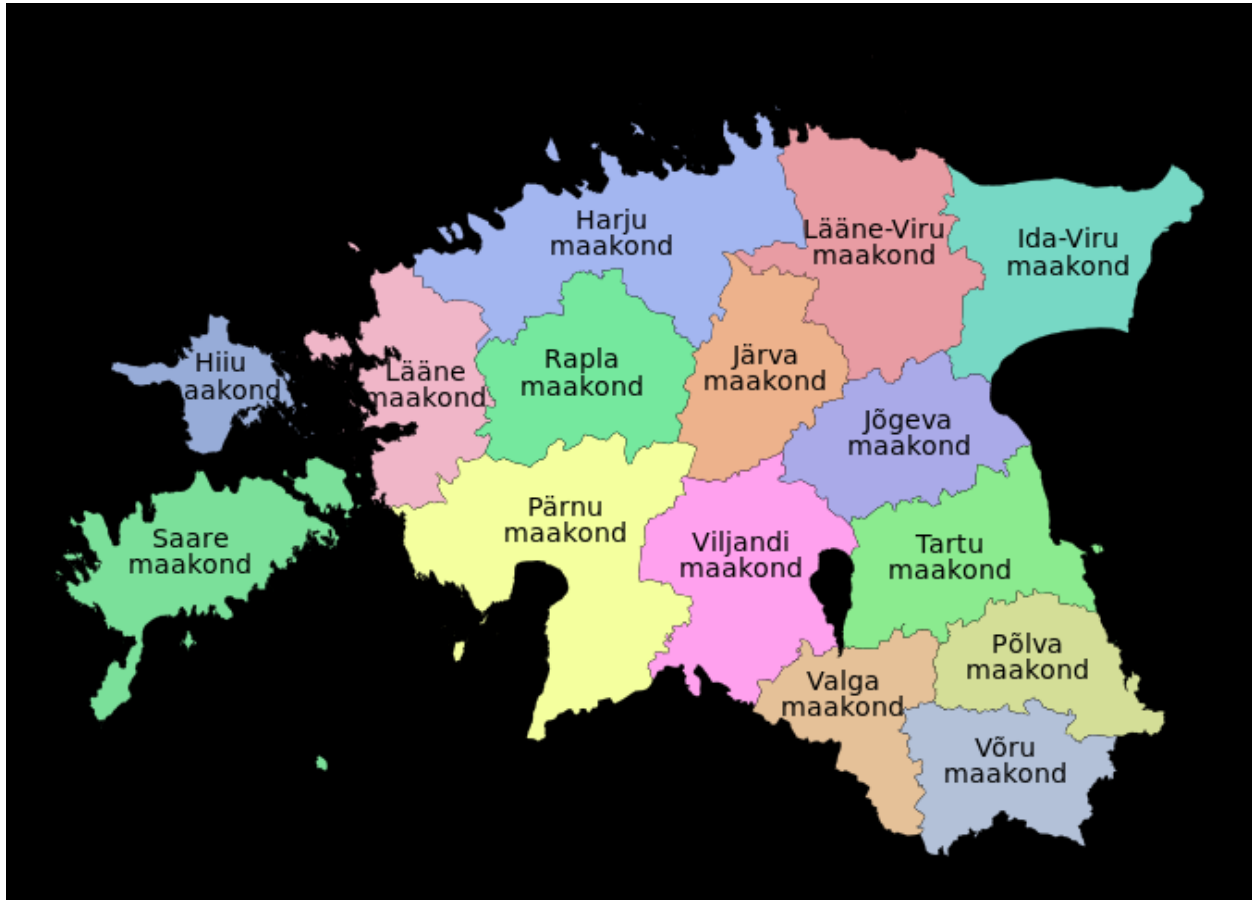 Harju
maakond
Lääne-Viru
maakond
Ida-Viru
maakond
Hiiu
aakond
Lääne
maakond
Rapla
maakond
Järva
maakond
Jõgeva
maakond
Saare
maakond
Pärnu
maakond
Viljandi
maakond
Tartu
maakond
Põlva
maakond
Valga
maakond
Võru
maakond